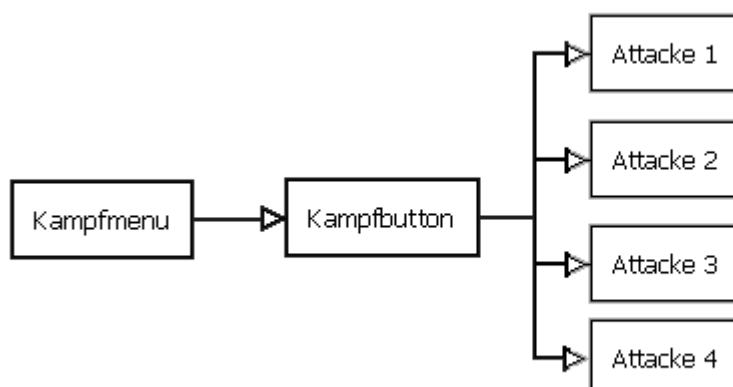 Kampfmenu
Kampfbutton
Attacke 1
Attacke 2
Attacke 3
Attacke 4